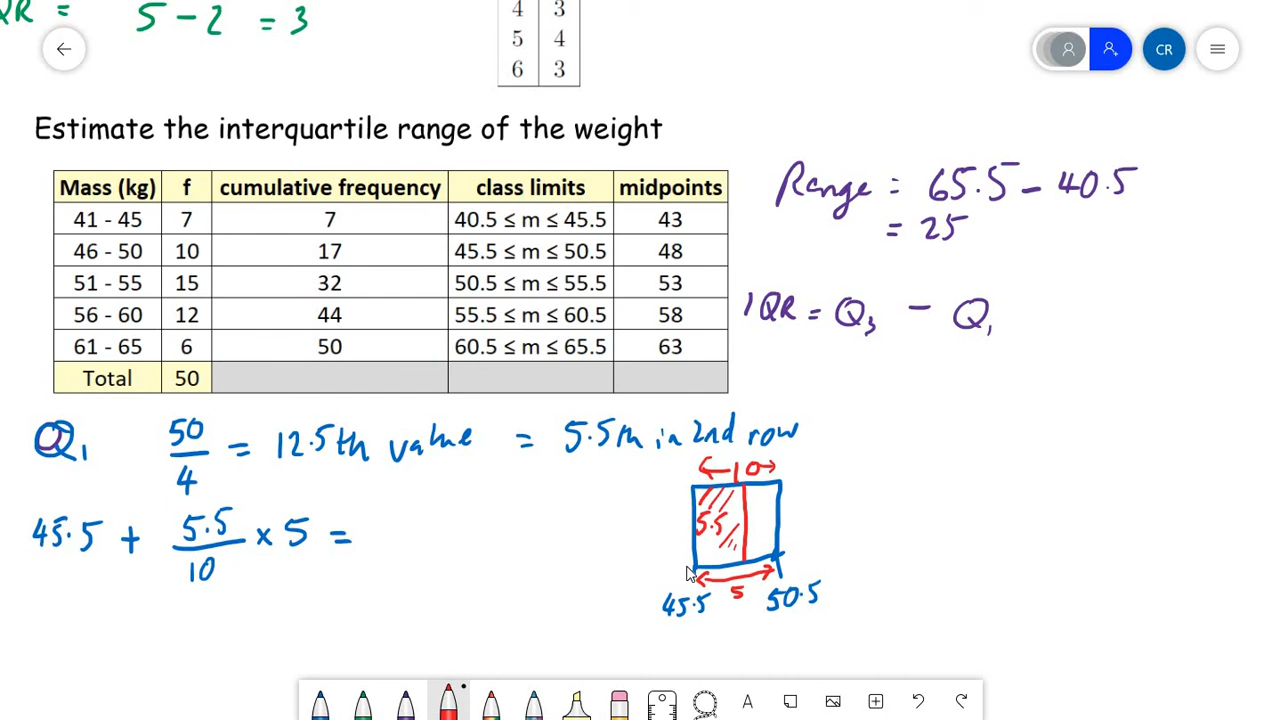 QR = 5 - 2 = 3
4 3
5 4
6 3
CR
Estimate the interquartile range of the weight
Mass (kg) f cumulative frequency class limits midpoints
41 - 45 7 7 40.5 ≤ m ≤ 45.5 43
46 - 50 10 17 45.5 ≤ m ≤ 50.5 48
51 - 55 15 32 50.5 ≤ m ≤ 55.5 53
56 - 60 12 44 55.5 ≤ m ≤ 60.5 58
61 - 65 6 50 60.5 ≤ m ≤ 65.5 63
Total 50
Range = 65.5 - 40.5
= 25
IQR = Q3 - Q1
Q1 50/4 = 12.5th value = 5.5th in 2nd row
45.5 + 5.5/10 × 5 =
10
5.5
5
45.5 50.5
A